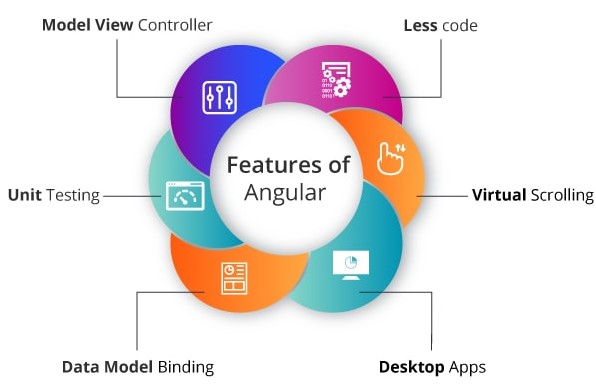 Model View Controller
Less code
Features of
Angular
Unit Testing
Virtual Scrolling
Data Model Binding
Desktop Apps